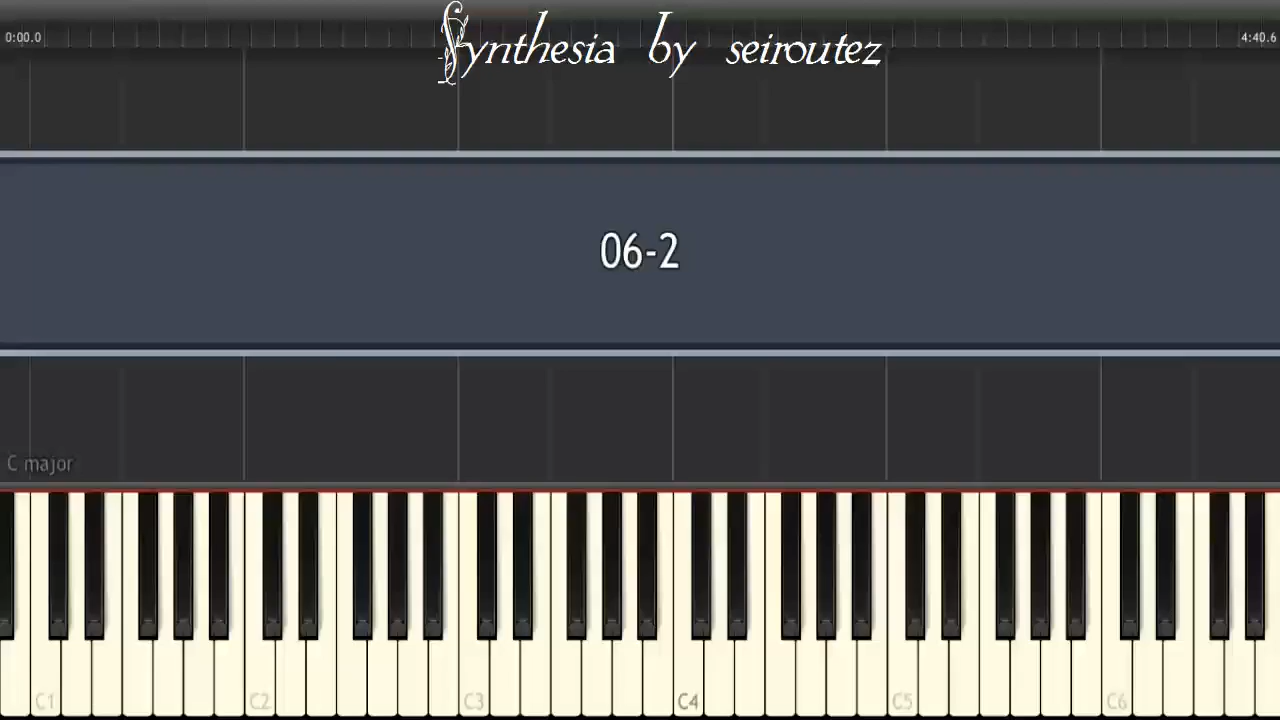 Synthesia by seiroutez
0:00.0 4:40.6
06-2
C major
C1 C2 C3 C4 C5 C6